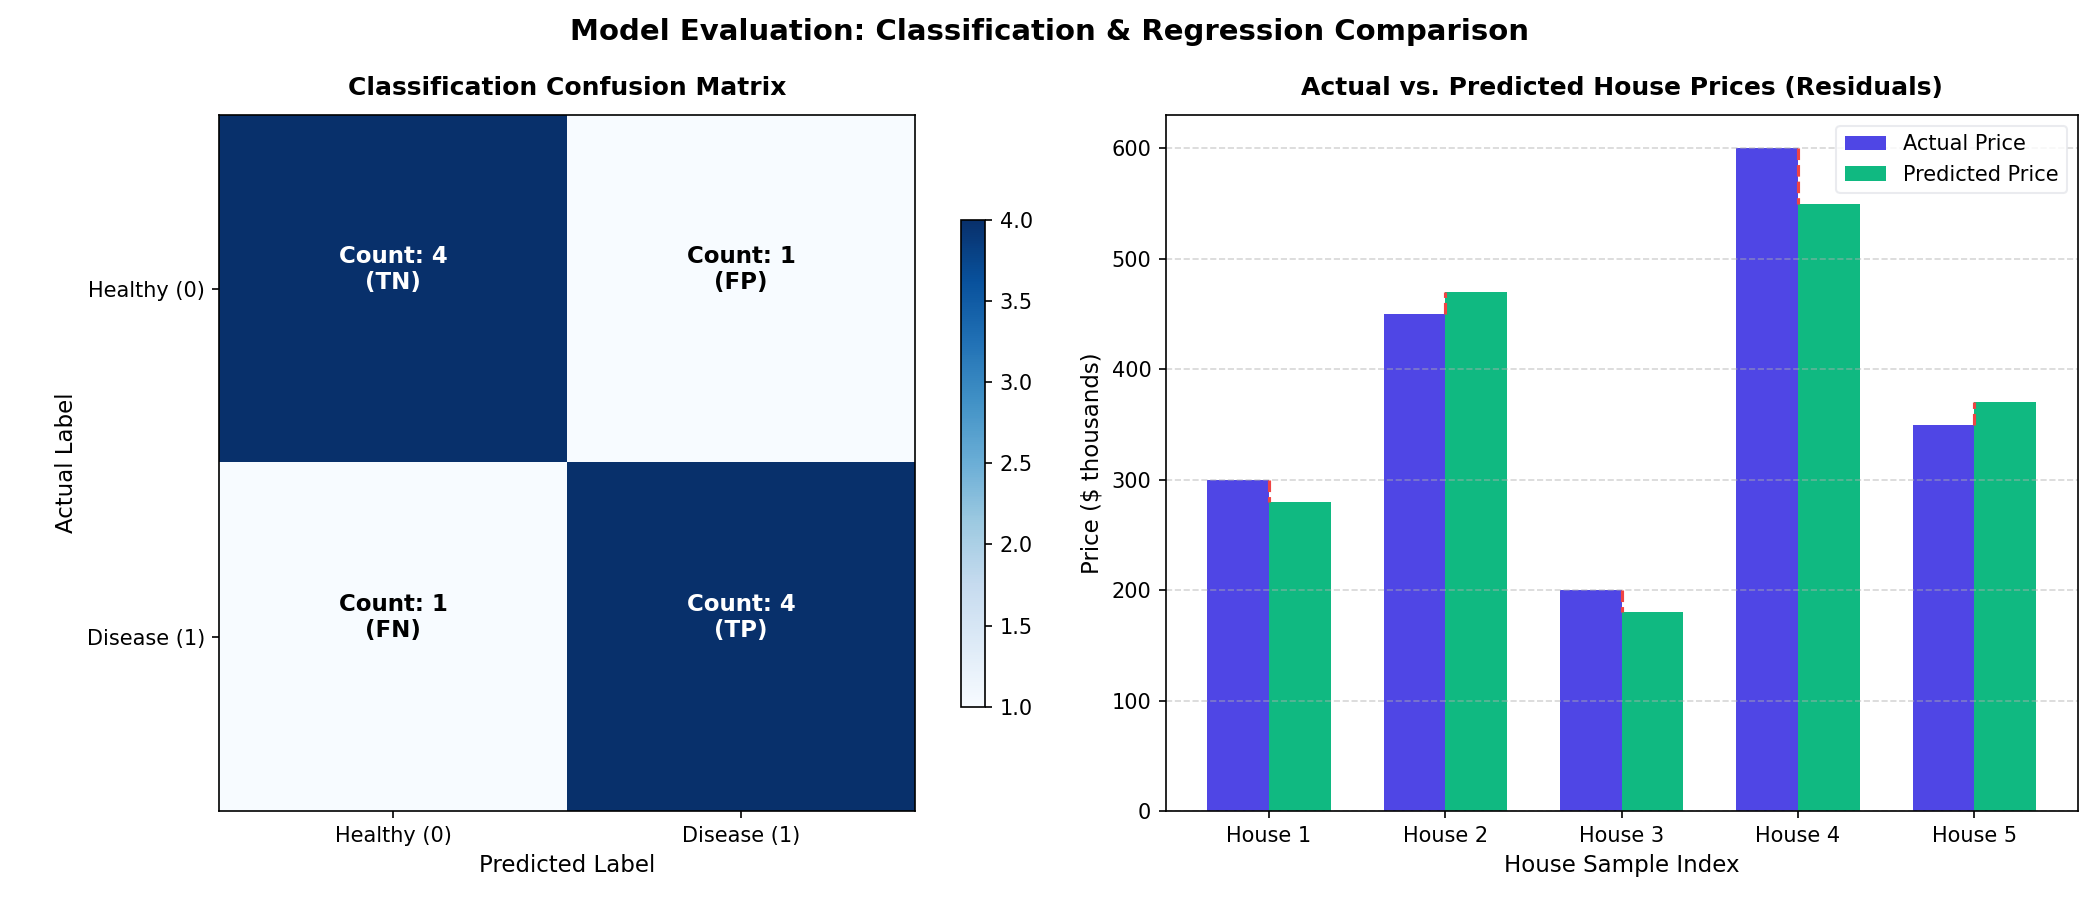 Model Evaluation: Classification & Regression Comparison
Classification Confusion Matrix
Count: 4
(TN)
Count: 1
(FP)
Count: 1
(FN)
Count: 4
(TP)
Healthy (0)
Disease (1)
Actual Label
Healthy (0)
Disease (1)
Predicted Label
4.0
3.5
3.0
2.5
2.0
1.5
1.0
Actual vs. Predicted House Prices (Residuals)
Actual Price
Predicted Price
600
500
400
300
200
100
0
Price ($ thousands)
House 1
House 2
House 3
House 4
House 5
House Sample Index